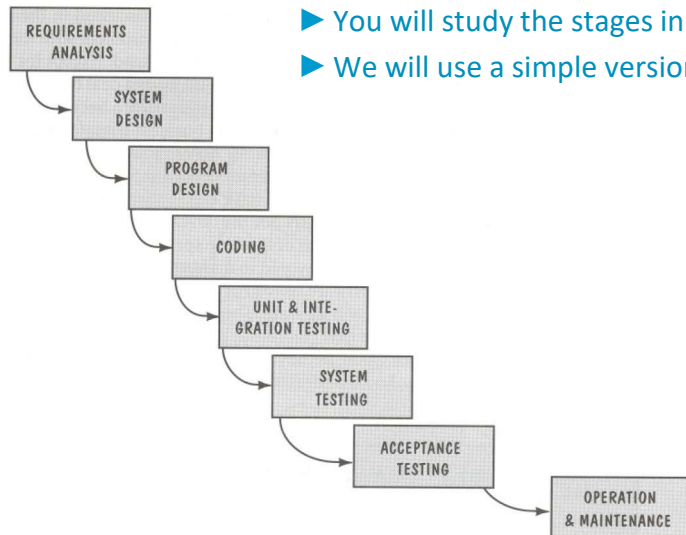 ► You will study the stages in
► We will use a simple version
REQUIREMENTS
ANALYSIS
SYSTEM
DESIGN
PROGRAM
DESIGN
CODING
UNIT & INTE-
GRATION TESTING
SYSTEM
TESTING
ACCEPTANCE
TESTING
OPERATION
& MAINTENANCE